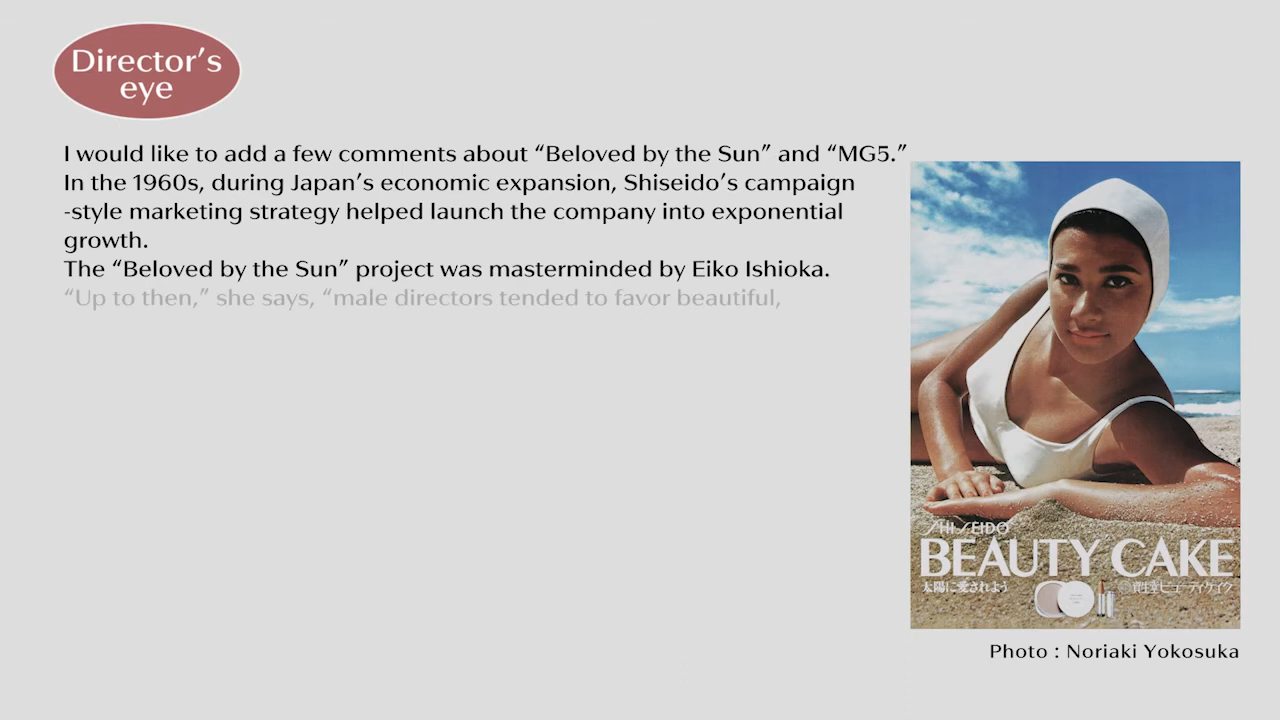 Director's
eye
I would like to add a few comments about “Beloved by the Sun” and “MG5.”
In the 1960s, during Japan's economic expansion, Shiseido's campaign
-style marketing strategy helped launch the company into exponential
growth.
The “Beloved by the Sun” project was masterminded by Eiko Ishioka.
“Up to then,” she says, “male directors tended to favor beautiful,
SHISEIDO
BEAUTY CAKE
太陽に愛されよう
資生堂ビューティケイク
Photo : Noriaki Yokosuka